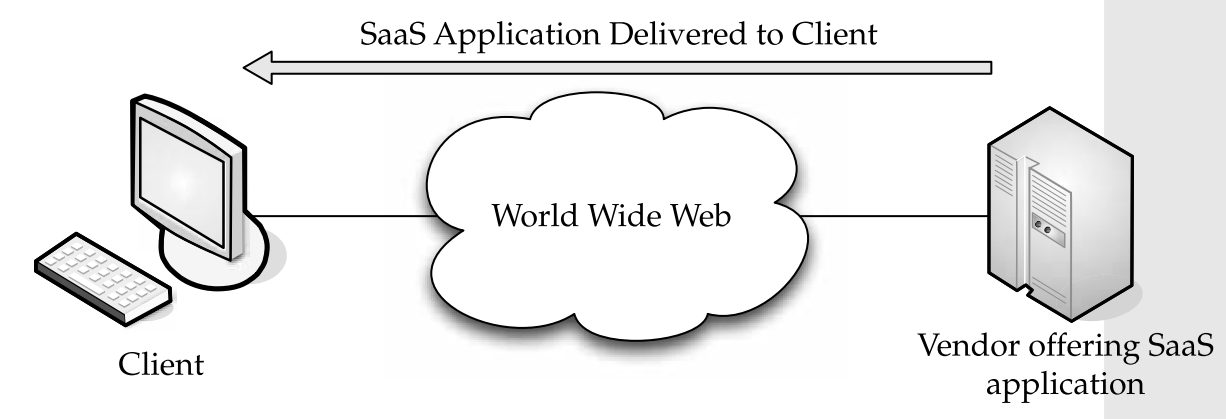 SaaS Application Delivered to Client
World Wide Web
Client
Vendor offering SaaS
application